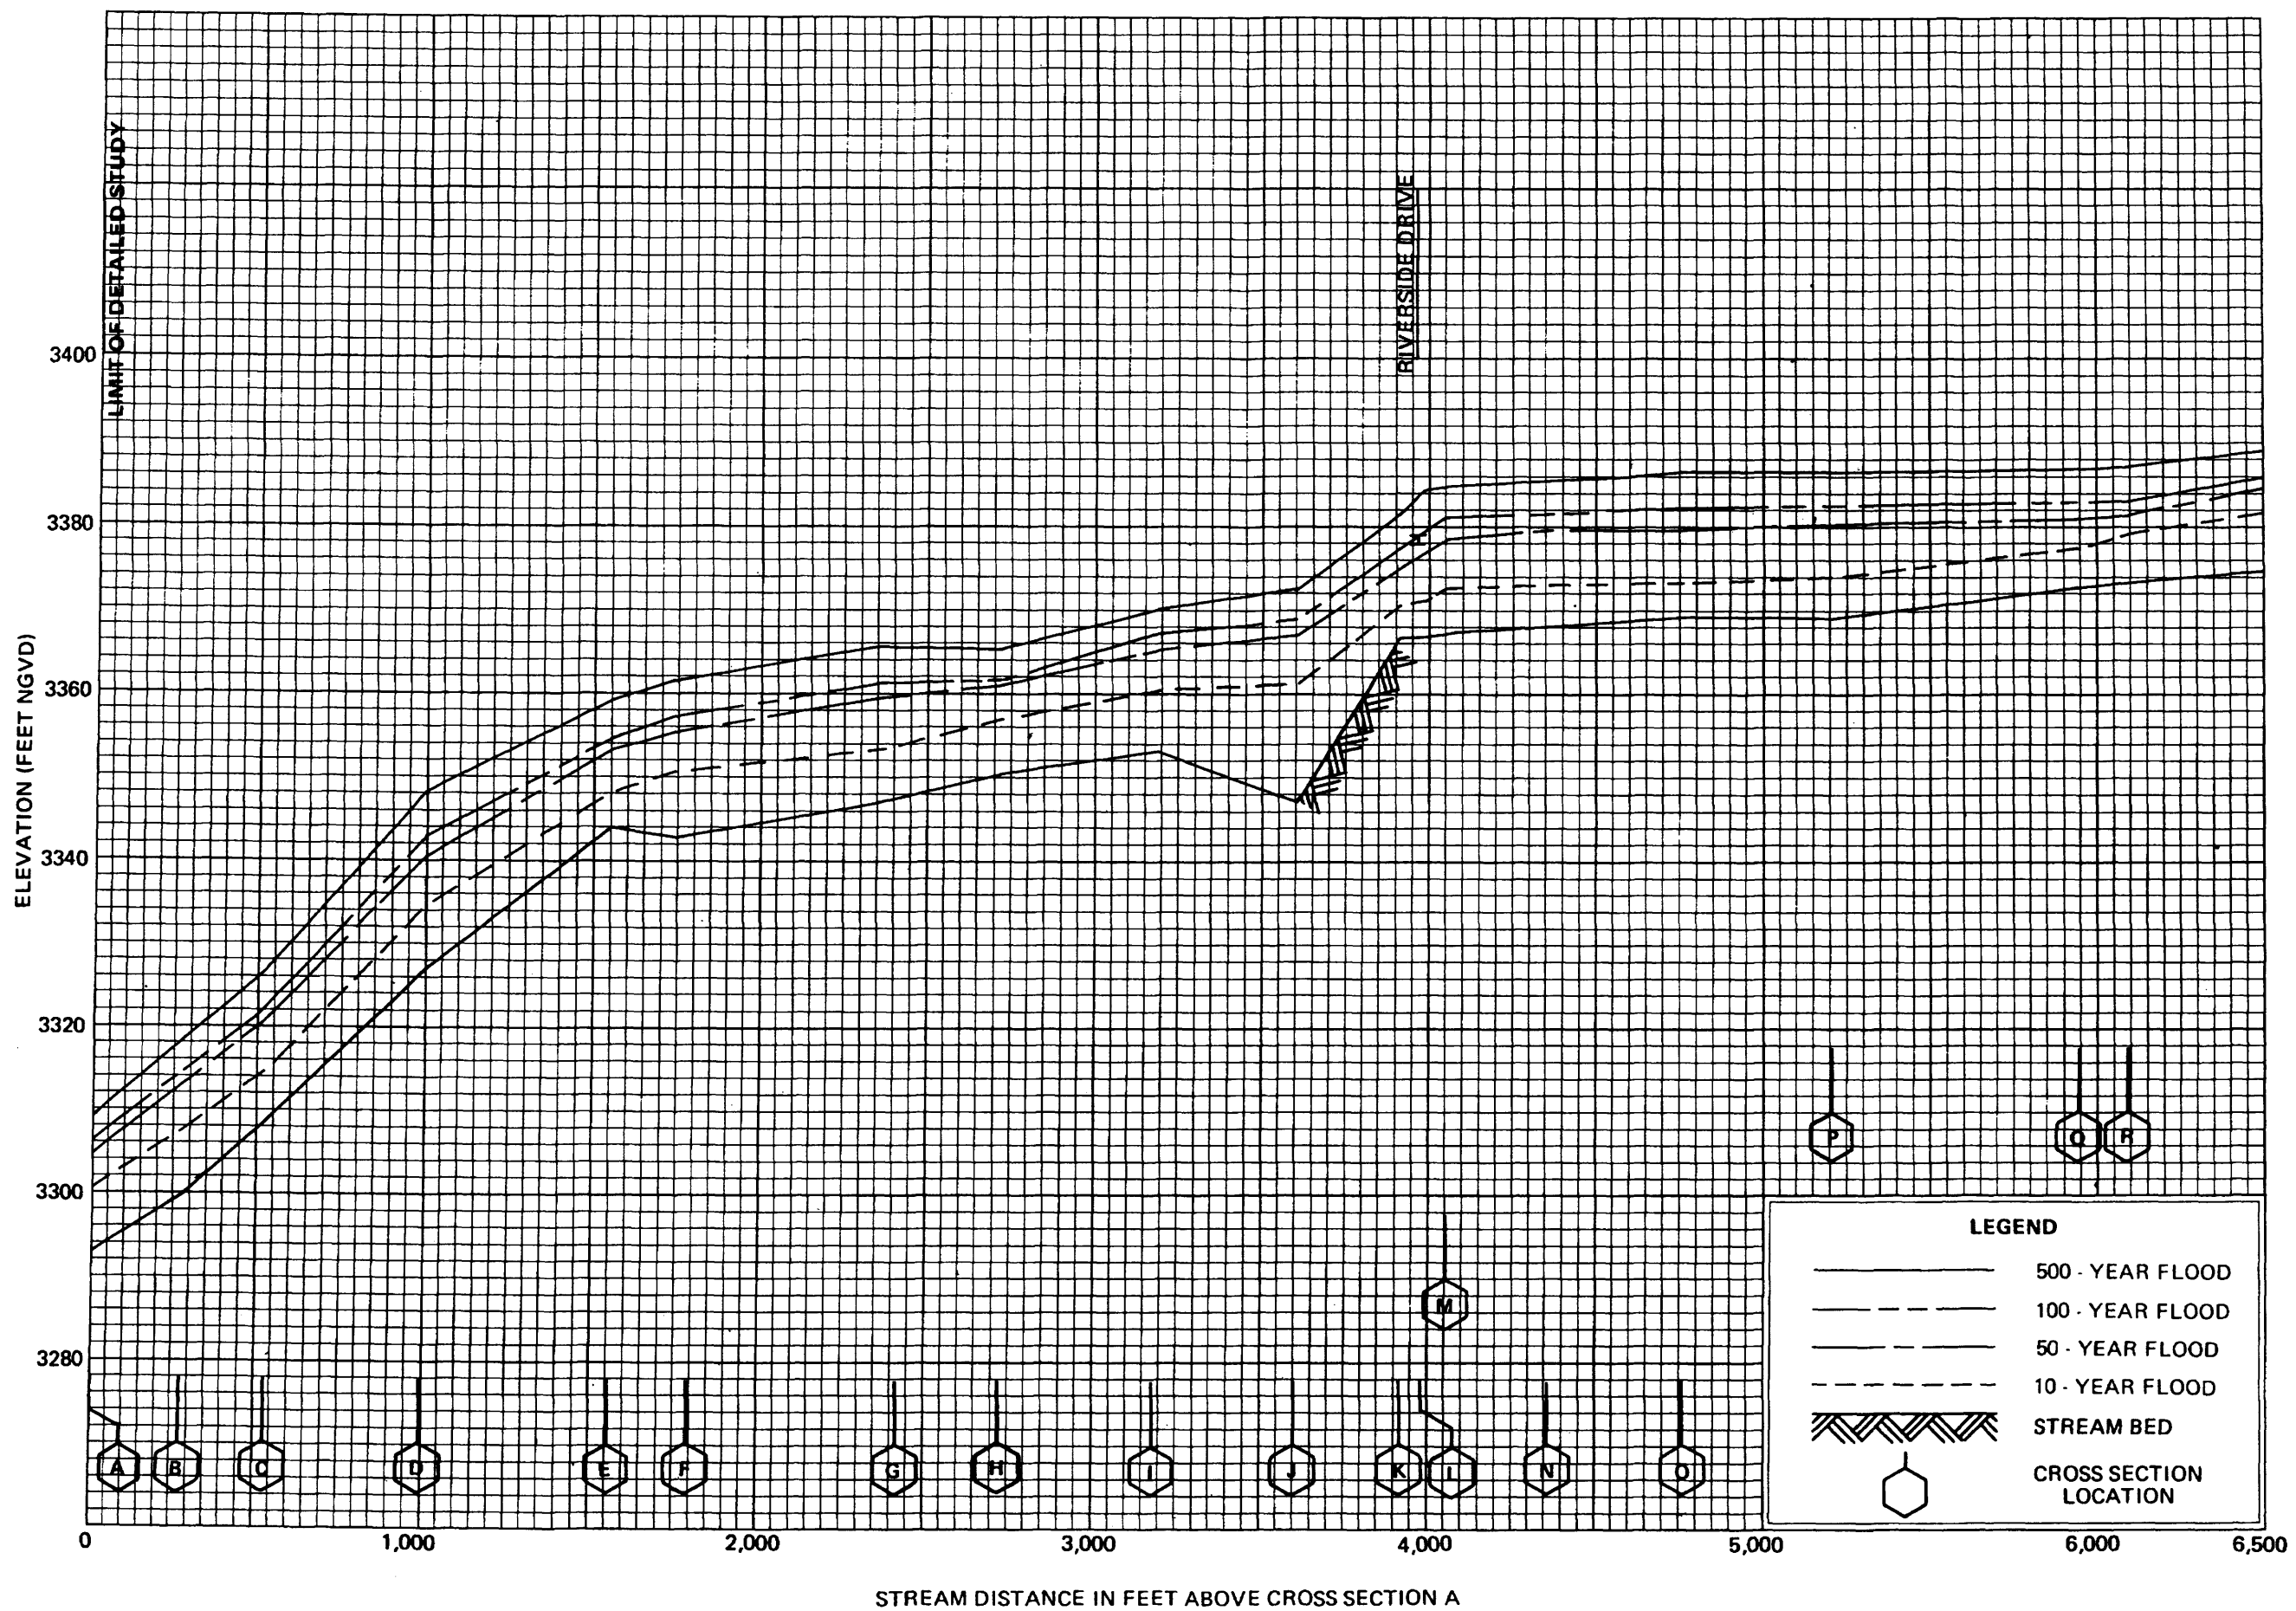 LIMIT OF DETAILED STUDY
RIVERSIDE DRIVE
ELEVATION (FEET NGVD)
3400
3380
3360
3340
3320
3300
3280
P
Q
R
M
A
B
C
D
E
F
G
H
I
J
K
L
N
O
LEGEND
500 - YEAR FLOOD
100 - YEAR FLOOD
50 - YEAR FLOOD
10 - YEAR FLOOD
STREAM BED
CROSS SECTION
LOCATION
0
1,000
2,000
3,000
4,000
5,000
6,000
6,500
STREAM DISTANCE IN FEET ABOVE CROSS SECTION A